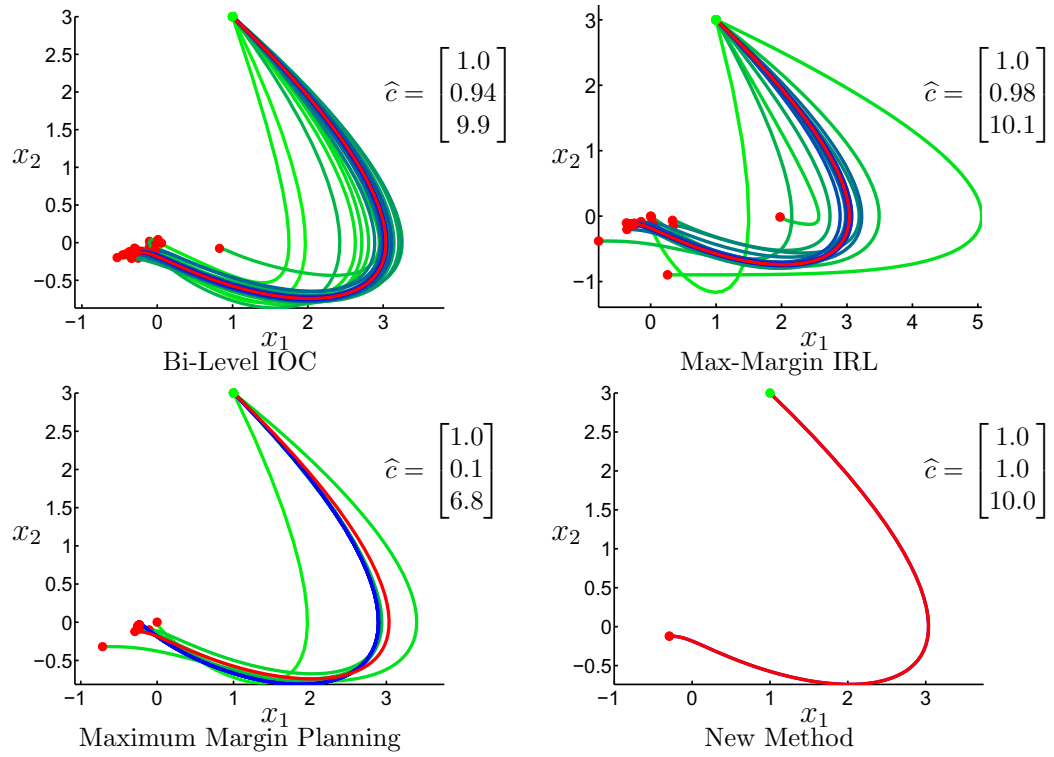 3
2.5
2
1.5
1
0.5
0
−0.5
x₂
−1 0 1 2 3
x₁
ĉ = [1.0 0.94 9.9]
Bi-Level IOC
3
2
1
0
−1
x₂
0 1 2 3 4 5
x₁
ĉ = [1.0 0.98 10.1]
Max-Margin IRL
3
2.5
2
1.5
1
0.5
0
−0.5
x₂
−1 0 1 2 3
x₁
ĉ = [1.0 0.1 6.8]
Maximum Margin Planning
3
2.5
2
1.5
1
0.5
0
−0.5
x₂
−1 0 1 2 3
x₁
ĉ = [1.0 1.0 10.0]
New Method